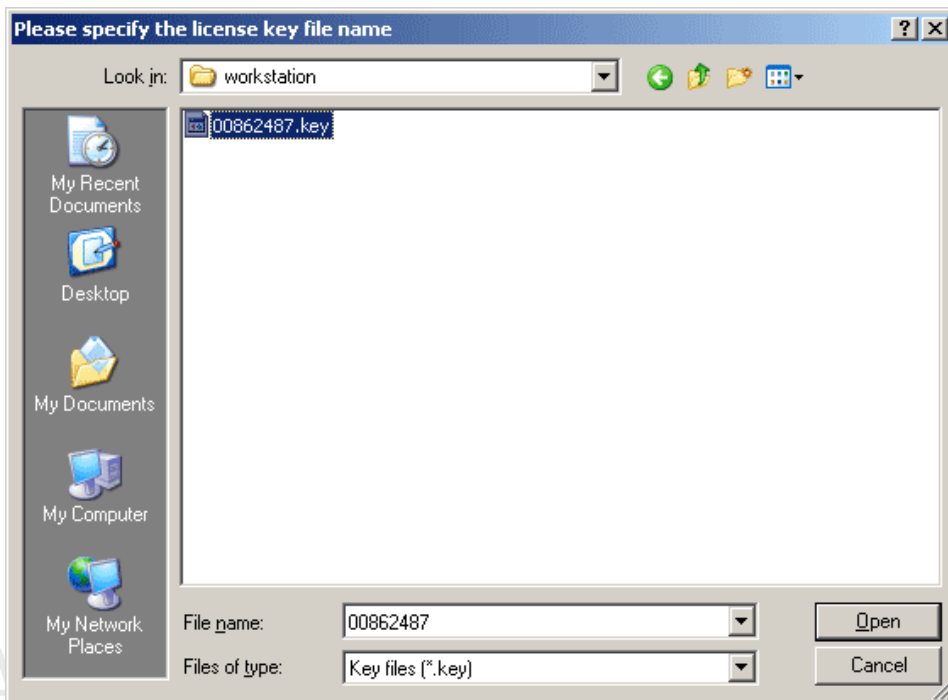 Please specify the license key file name
Look in: workstation
00862487.key
My Recent
Documents
Desktop
My Documents
My Computer
My Network
Places
File name: 00862487 Open
Files of type: Key files (*.key) Cancel